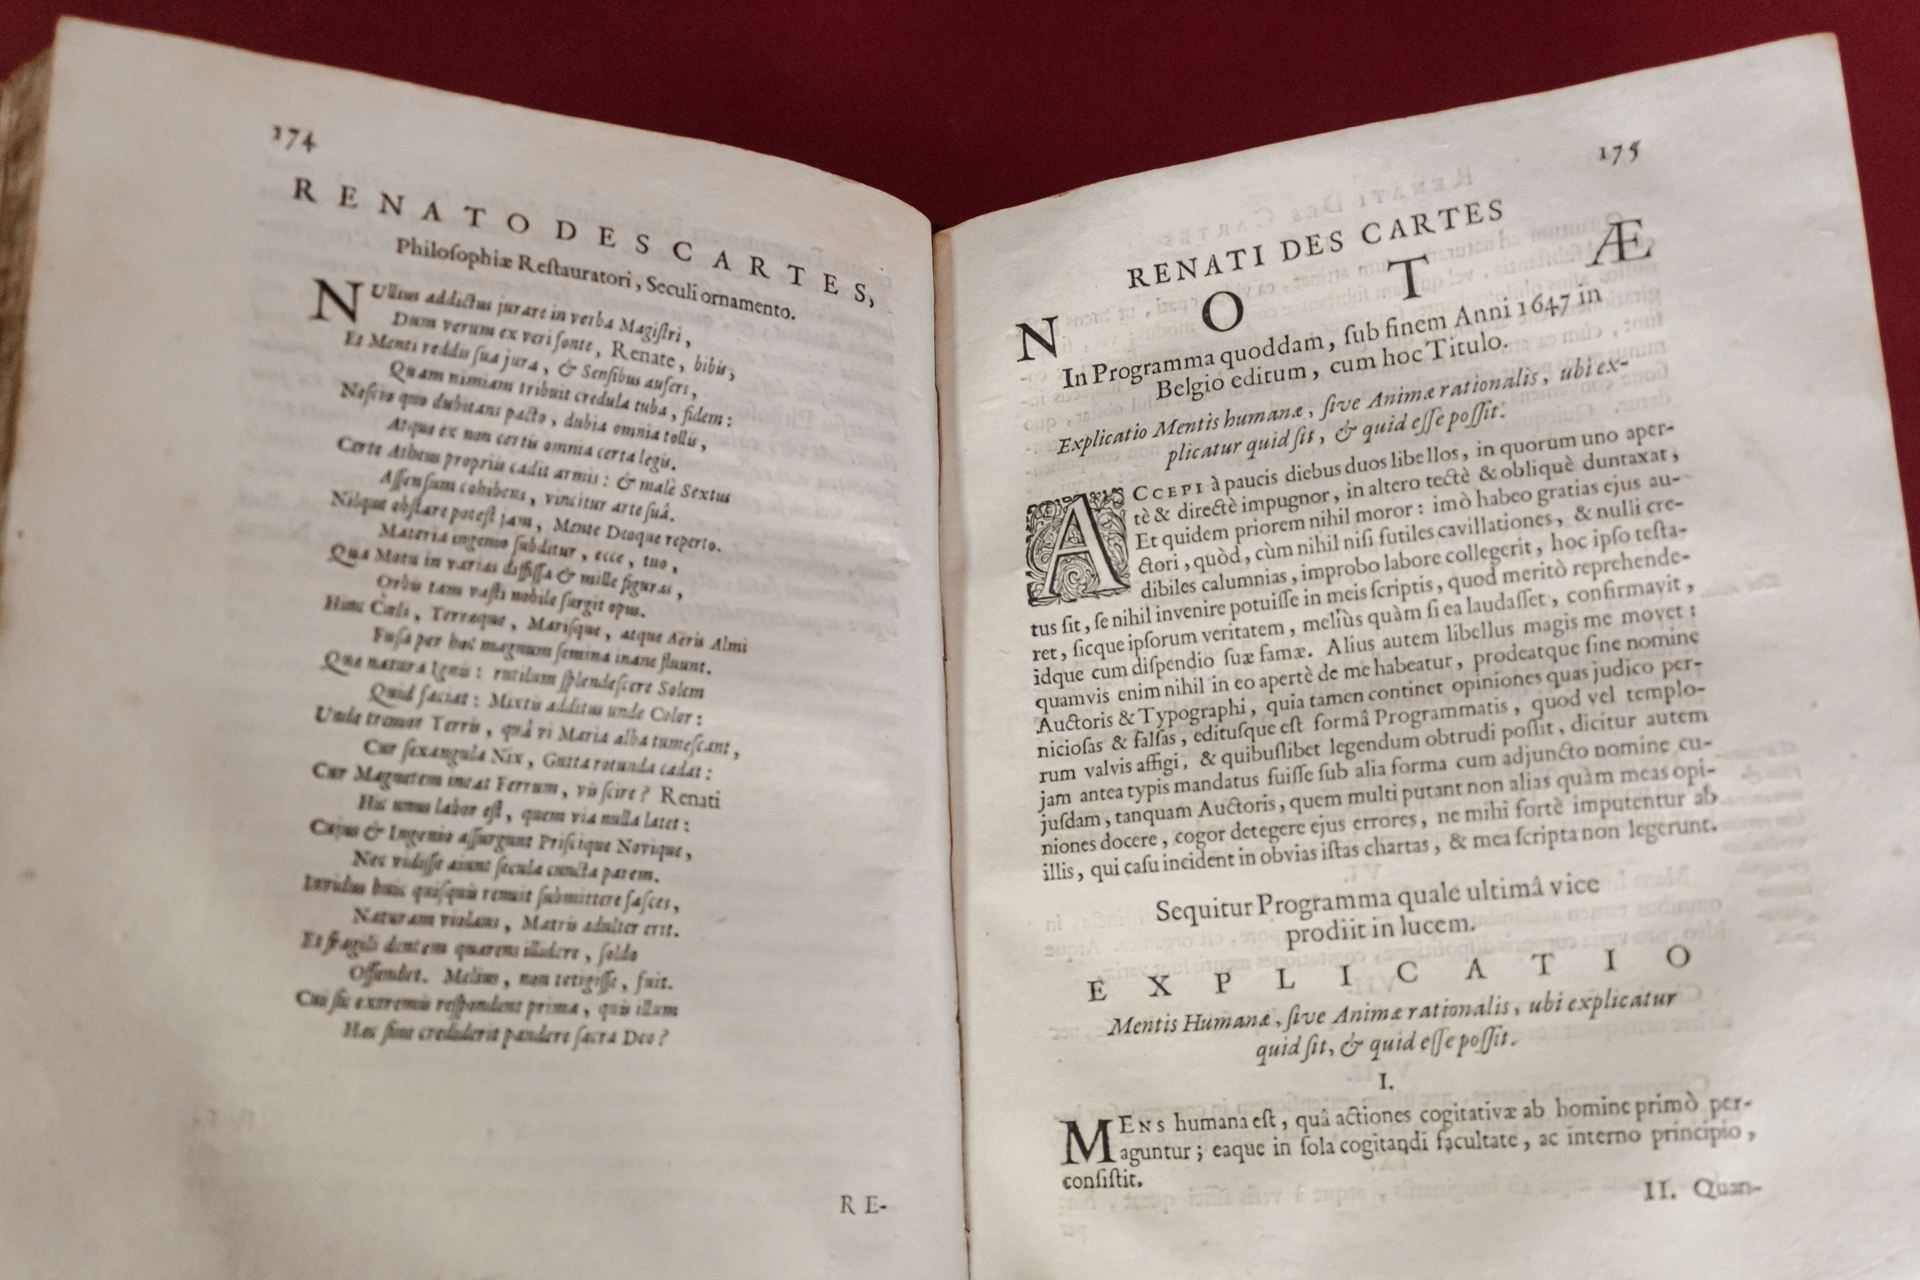 174
RENATO DES CARTES,
Philoſophiæ Reſtauratori, Seculi ornamento.
NUllius addictus jurare in verba Magiſtri,
Dum verum ex veri fonte, Renate, bibis,
Et Menti reddis ſua jura, & Senſibus aufers,
Quam nimiam tribuit credula tuba, fidem:
Neſcio quo dubitans pacto, dubia omnia tollis,
Atque ex non certis omnia certa legis.
Certe Atheus propriis cadit armis: & malè Sextus
Aſſenſum cohibens, vincitur arte ſuâ.
Nilque obſtare poteſt jam, Mente Deoque reperto.
Materia ingenio ſubditur, ecce, tuo,
Qua Motu in varias diffiſſa & mille figuras,
Orbis tam vaſti nobile ſurgit opus.
Hinc Cœli, Terræque, Mariſque, atque Aeris Almi
Fuſa per hoc magnum ſemina inane fluunt.
Quæ natura Ignis: rutilum ſplendeſcere Solem
Quid faciat: Mixtis additus unde Color:
Unde tremor Terris, quâ vi Maria alba tumeſcant,
Cur ſexangula Nix, Gutta rotunda cadat:
Cur Magnetem ineat Ferrum, vis ſcire? Renati
Hic unus labor eſt, quem via nulla latet:
Cujus & Ingenio aſſurgunt Priſcique Novique,
Nec vidiſſe aiunt ſecula cuncta parem.
Invidus huic quiſquis renuit ſubmittere faſces,
Naturam violans, Matris adulter erit.
Et fragili dentem quærens illidere, ſoldo
Offendet. Melius, non tetigiſſe, fuit.
Cui ſic extremis reſpondent prima, quis illum
Hæc ſine crediderit pandere ſacra Deo?
RE-
175
RENATI DES CARTES
NOTÆ
In Programma quoddam, ſub finem Anni 1647 in
Belgio editum, cum hoc Titulo.
Explicatio Mentis humanæ, ſive Animæ rationalis, ubi ex-
plicatur quid ſit, & quid eſſe poſſit.
ACCEPI à paucis diebus duos libellos, in quorum uno aper-
tè & directè impugnor, in altero tectè & obliquè duntaxat,
Et quidem priorem nihil moror: imò habeo gratias ejus au-
ctori, quòd, cùm nihil niſi futiles cavillationes, & nulli cre-
dibiles calumnias, improbo labore collegerit, hoc ipſo teſta-
tus ſit, ſe nihil invenire potuiſſe in meis ſcriptis, quod meritò reprehende-
ret, ſicque ipſorum veritatem, meliùs quàm ſi ea laudaſſet, confirmavit,
idque cum diſpendio ſuæ famæ. Alius autem libellus magis me movet:
quamvis enim nihil in eo apertè de me habeatur, prodeatque ſine nomine
Auctoris & Typographi, quia tamen continet opiniones quas judico per-
nicioſas & falſas, edituſque eſt formâ Programmatis, quod vel templo-
rum valvis affigi, & quibuſlibet legendum obtrudi poſſit, dicitur autem
jam antea typis mandatus fuiſſe ſub alia forma cum adjuncto nomine cu-
juſdam, tanquam Auctoris, quem multi putant non alias quàm meas opi-
niones docere, cogor detegere ejus errores, ne mihi fortè imputentur ab
illis, qui caſu incident in obvias iſtas chartas, & mea ſcripta non legerunt.
Sequitur Programma quale ultimâ vice
prodiit in lucem.
EXPLICATIO
Mentis Humanæ, ſive Animæ rationalis, ubi explicatur
quid ſit, & quid eſſe poſſit.
I.
MENS humana eſt, quâ actiones cogitativæ ab homine primò per-
aguntur; eaque in ſola cogitandi facultate, ac interno principio,
conſiſtit.
II. Quan-